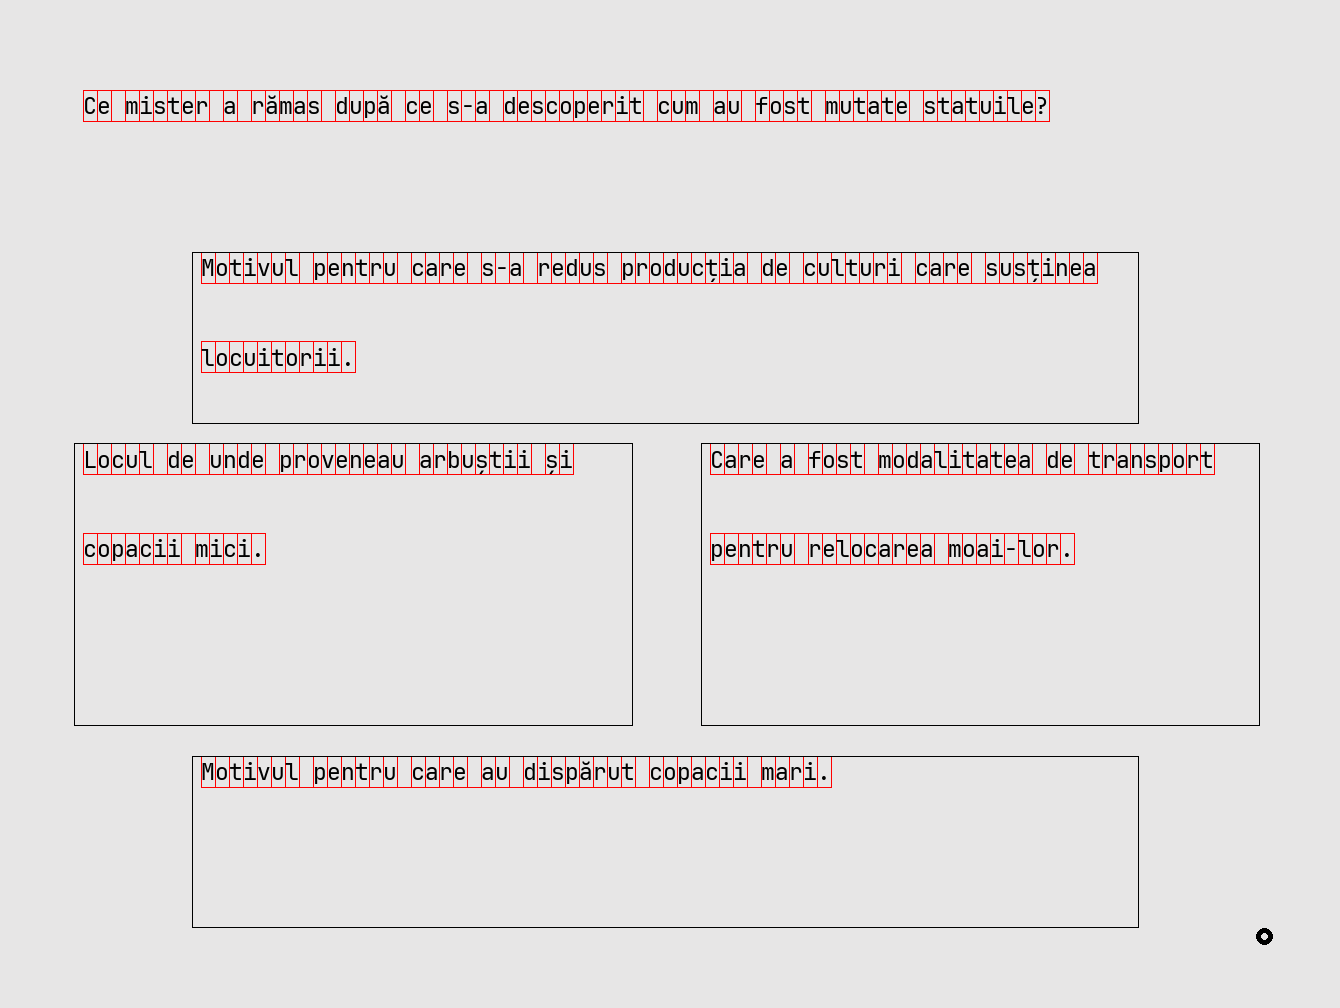 Ce mister a rămas după ce s-a descoperit cum au fost mutate statuile?
Motivul pentru care s-a redus producția de culturi care susținea
locuitorii.
Locul de unde proveneau arbuștii și
copacii mici.
Care a fost modalitatea de transport
pentru relocarea moai-lor.
Motivul pentru care au dispărut copacii mari.